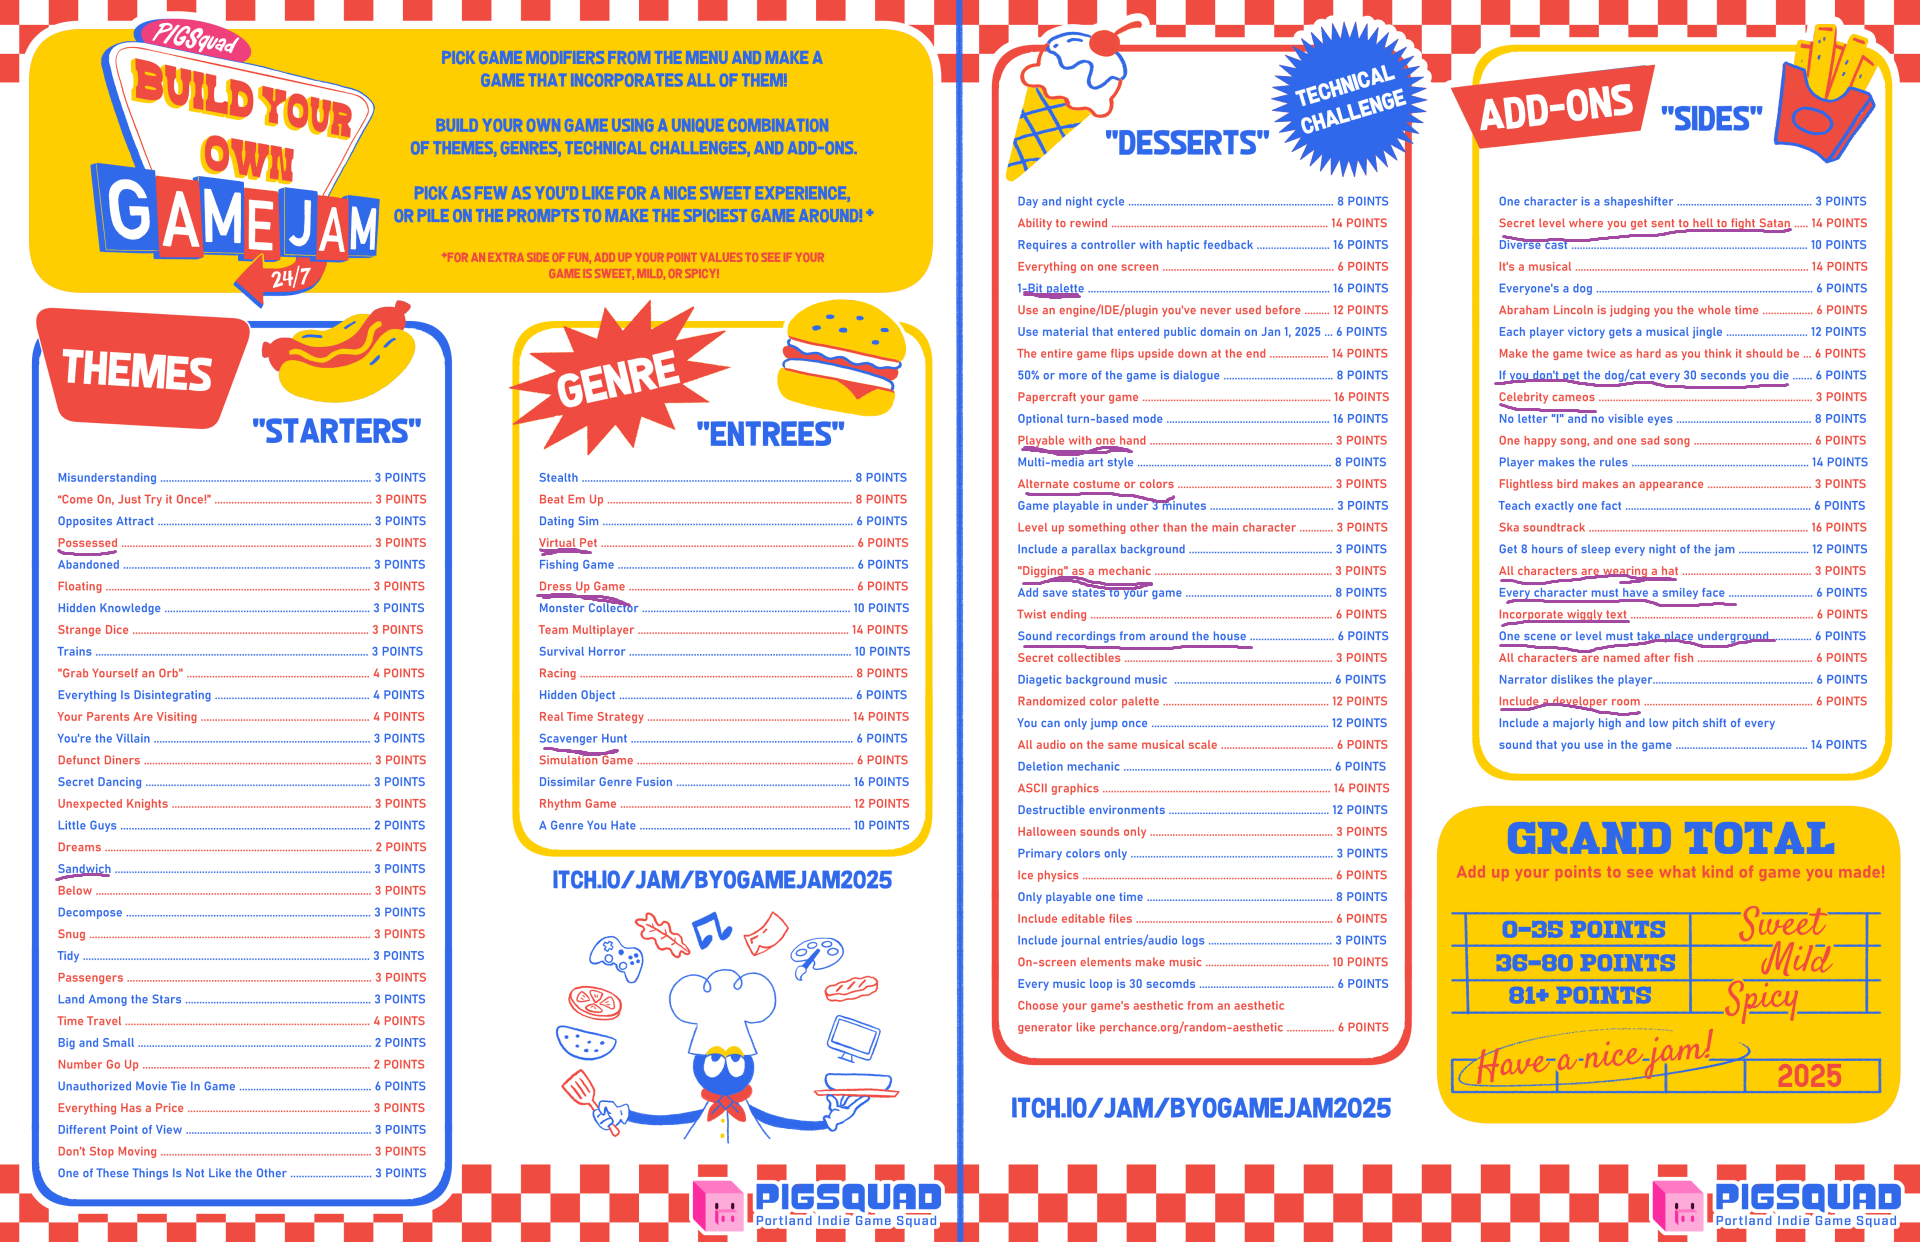 PIGSquad
BUILD YOUR
OWN
GAME JAM
24/7
PICK GAME MODIFIERS FROM THE MENU AND MAKE A
GAME THAT INCORPORATES ALL OF THEM!
BUILD YOUR OWN GAME USING A UNIQUE COMBINATION
OF THEMES, GENRES, TECHNICAL CHALLENGES, AND ADD-ONS.
PICK AS FEW AS YOU'D LIKE FOR A NICE SWEET EXPERIENCE,
OR PILE ON THE PROMPTS TO MAKE THE SPICIEST GAME AROUND! *
*FOR AN EXTRA SIDE OF FUN, ADD UP YOUR POINT VALUES TO SEE IF YOUR
GAME IS SWEET, MILD, OR SPICY!
THEMES
"STARTERS"
Misunderstanding 3 POINTS
"Come On, Just Try it Once!" 3 POINTS
Opposites Attract 3 POINTS
Possessed 3 POINTS
Abandoned 3 POINTS
Floating 3 POINTS
Hidden Knowledge 3 POINTS
Strange Dice 3 POINTS
Trains 3 POINTS
"Grab Yourself an Orb" 4 POINTS
Everything Is Disintegrating 4 POINTS
Your Parents Are Visiting 4 POINTS
You're the Villain 3 POINTS
Defunct Diners 3 POINTS
Secret Dancing 3 POINTS
Unexpected Knights 3 POINTS
Little Guys 2 POINTS
Dreams 2 POINTS
Sandwich 3 POINTS
Below 3 POINTS
Decompose 3 POINTS
Snug 3 POINTS
Tidy 3 POINTS
Passengers 3 POINTS
Land Among the Stars 3 POINTS
Time Travel 4 POINTS
Big and Small 2 POINTS
Number Go Up 2 POINTS
Unauthorized Movie Tie In Game 6 POINTS
Everything Has a Price 3 POINTS
Different Point of View 3 POINTS
Don't Stop Moving 3 POINTS
One of These Things Is Not Like the Other 3 POINTS
GENRE
"ENTREES"
Stealth 8 POINTS
Beat Em Up 8 POINTS
Dating Sim 6 POINTS
Virtual Pet 6 POINTS
Fishing Game 6 POINTS
Dress Up Game 6 POINTS
Monster Collector 10 POINTS
Team Multiplayer 14 POINTS
Survival Horror 10 POINTS
Racing 8 POINTS
Hidden Object 6 POINTS
Real Time Strategy 14 POINTS
Scavenger Hunt 6 POINTS
Simulation Game 6 POINTS
Dissimilar Genre Fusion 16 POINTS
Rhythm Game 12 POINTS
A Genre You Hate 10 POINTS
ITCH.IO/JAM/BYOGAMEJAM2025
PIGSQUAD
Portland Indie Game Squad
"DESSERTS"
TECHNICAL
CHALLENGE
Day and night cycle 8 POINTS
Ability to rewind 14 POINTS
Requires a controller with haptic feedback 16 POINTS
Everything on one screen 6 POINTS
1-Bit palette 16 POINTS
Use an engine/IDE/plugin you've never used before 12 POINTS
Use material that entered public domain on Jan 1, 2025 6 POINTS
The entire game flips upside down at the end 14 POINTS
50% or more of the game is dialogue 8 POINTS
Papercraft your game 16 POINTS
Optional turn-based mode 16 POINTS
Playable with one hand 3 POINTS
Multi-media art style 8 POINTS
Alternate costume or colors 3 POINTS
Game playable in under 3 minutes 3 POINTS
Level up something other than the main character 3 POINTS
Include a parallax background 3 POINTS
"Digging" as a mechanic 3 POINTS
Add save states to your game 8 POINTS
Twist ending 6 POINTS
Sound recordings from around the house 6 POINTS
Secret collectibles 3 POINTS
Diagetic background music 6 POINTS
Randomized color palette 12 POINTS
You can only jump once 12 POINTS
All audio on the same musical scale 6 POINTS
Deletion mechanic 6 POINTS
ASCII graphics 14 POINTS
Destructible environments 12 POINTS
Halloween sounds only 3 POINTS
Primary colors only 3 POINTS
Ice physics 6 POINTS
Only playable one time 8 POINTS
Include editable files 6 POINTS
Include journal entries/audio logs 3 POINTS
On-screen elements make music 10 POINTS
Every music loop is 30 seconds 6 POINTS
Choose your game's aesthetic from an aesthetic
generator like perchance.org/random-aesthetic 6 POINTS
ITCH.IO/JAM/BYOGAMEJAM2025
ADD-ONS
"SIDES"
One character is a shapeshifter 3 POINTS
Secret level where you get sent to hell to fight Satan 14 POINTS
Diverse cast 10 POINTS
It's a musical 14 POINTS
Everyone's a dog 6 POINTS
Abraham Lincoln is judging you the whole time 6 POINTS
Each player victory gets a musical jingle 12 POINTS
Make the game twice as hard as you think it should be 6 POINTS
If you don't pet the dog/cat every 30 seconds you die 6 POINTS
Celebrity cameos 3 POINTS
No letter "I" and no visible eyes 8 POINTS
One happy song, and one sad song 6 POINTS
Player makes the rules 14 POINTS
Flightless bird makes an appearance 3 POINTS
Teach exactly one fact 6 POINTS
Ska soundtrack 16 POINTS
Get 8 hours of sleep every night of the jam 12 POINTS
All characters are wearing a hat 3 POINTS
Every character must have a smiley face 6 POINTS
Incorporate wiggly text 6 POINTS
One scene or level must take place underground 6 POINTS
All characters are named after fish 6 POINTS
Narrator dislikes the player 6 POINTS
Include a developer room 6 POINTS
Include a majorly high and low pitch shift of every
sound that you use in the game 14 POINTS
GRAND TOTAL
Add up your points to see what kind of game you made!
0-35 POINTS Sweet
36-80 POINTS Mild
81+ POINTS Spicy
Have a nice jam!
2025
PIGSQUAD
Portland Indie Game Squad